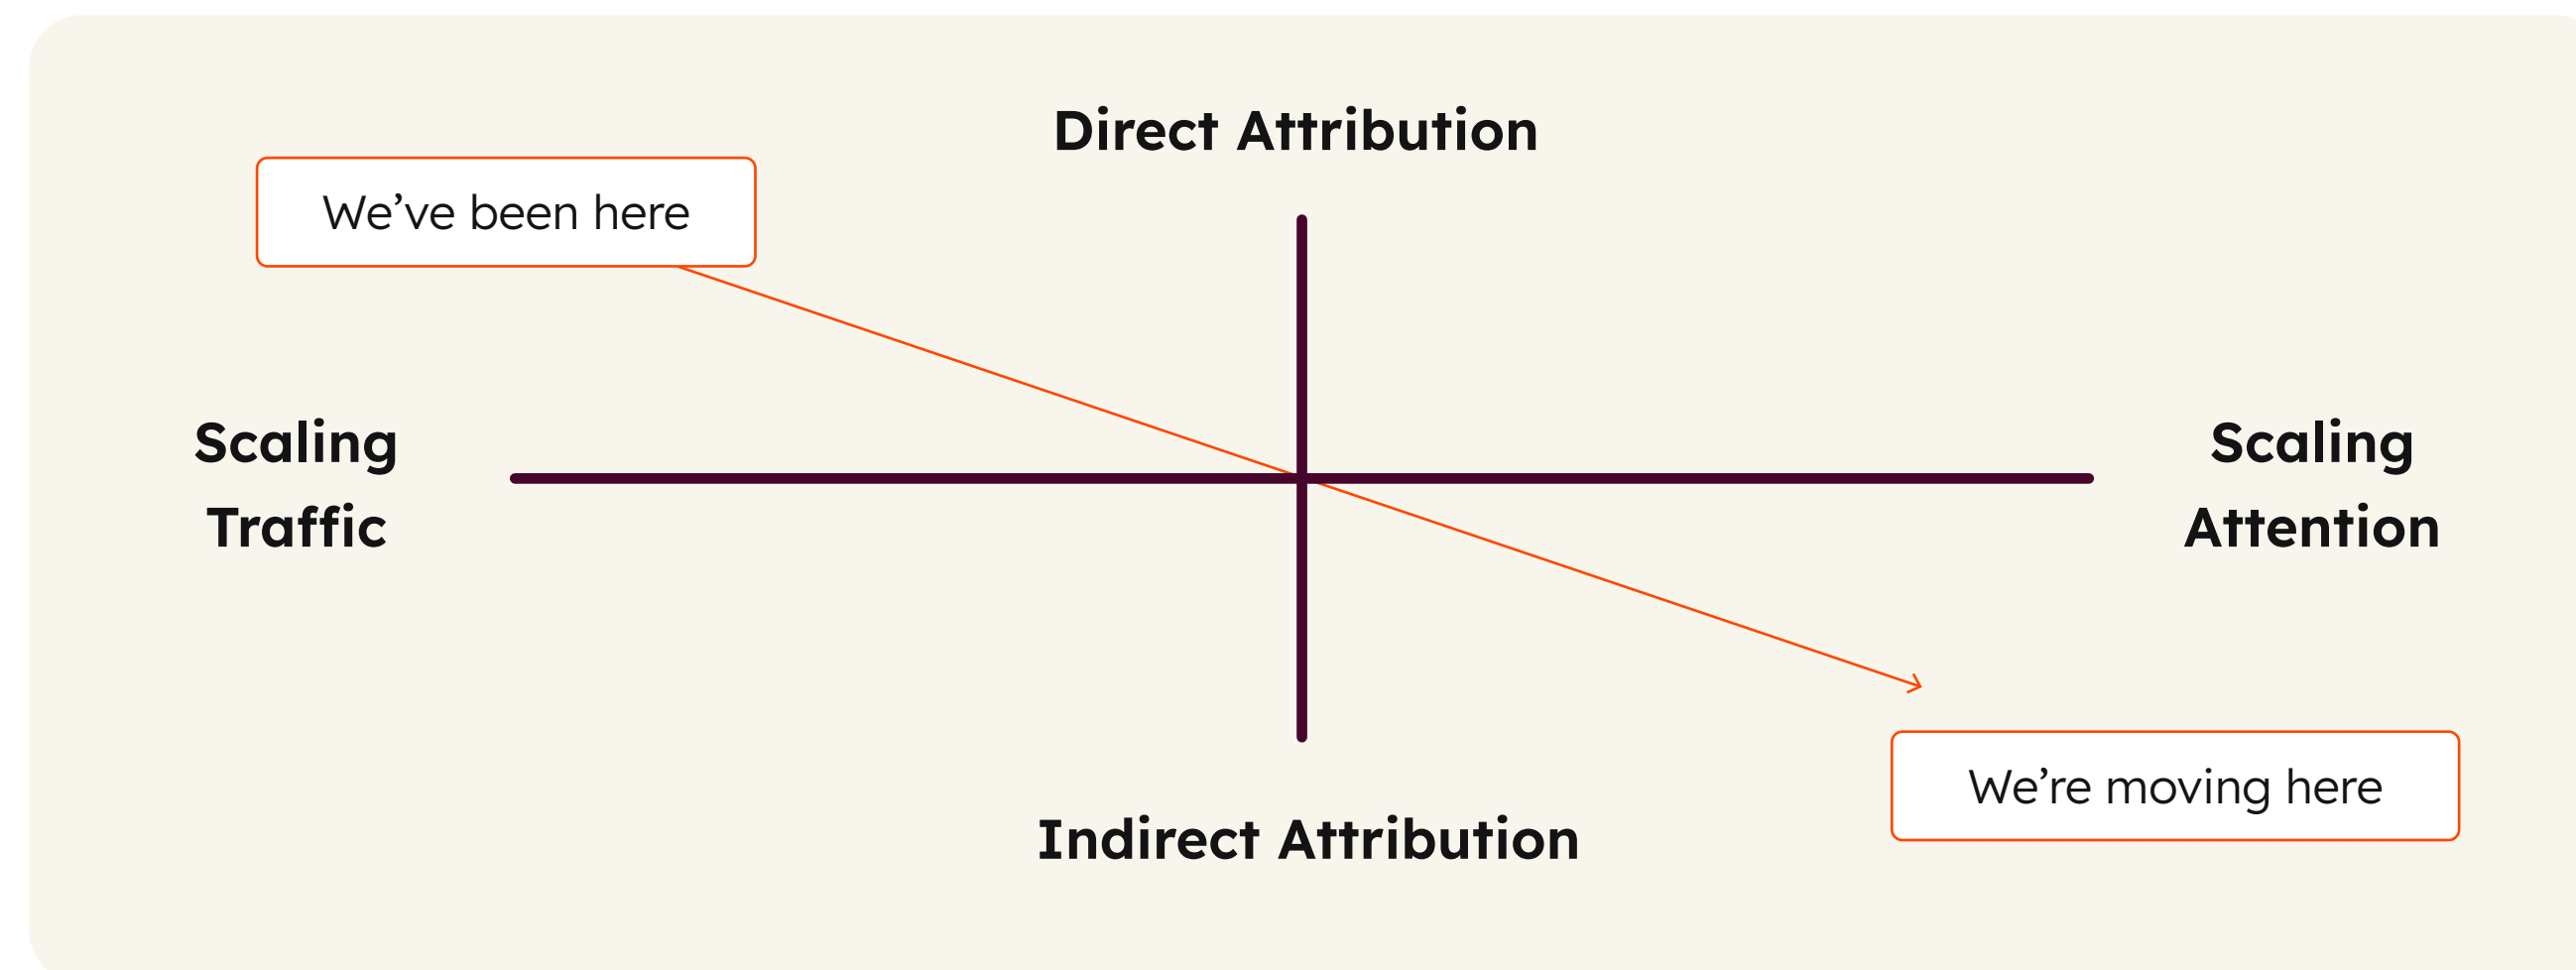 Direct Attribution
We’ve been here
Scaling
Traffic
Scaling
Attention
We’re moving here
Indirect Attribution